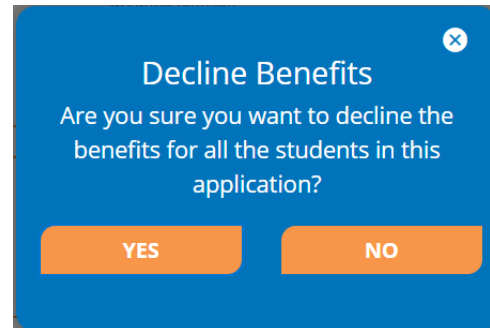 Decline Benefits
Are you sure you want to decline the
benefits for all the students in this
application?
YES
NO